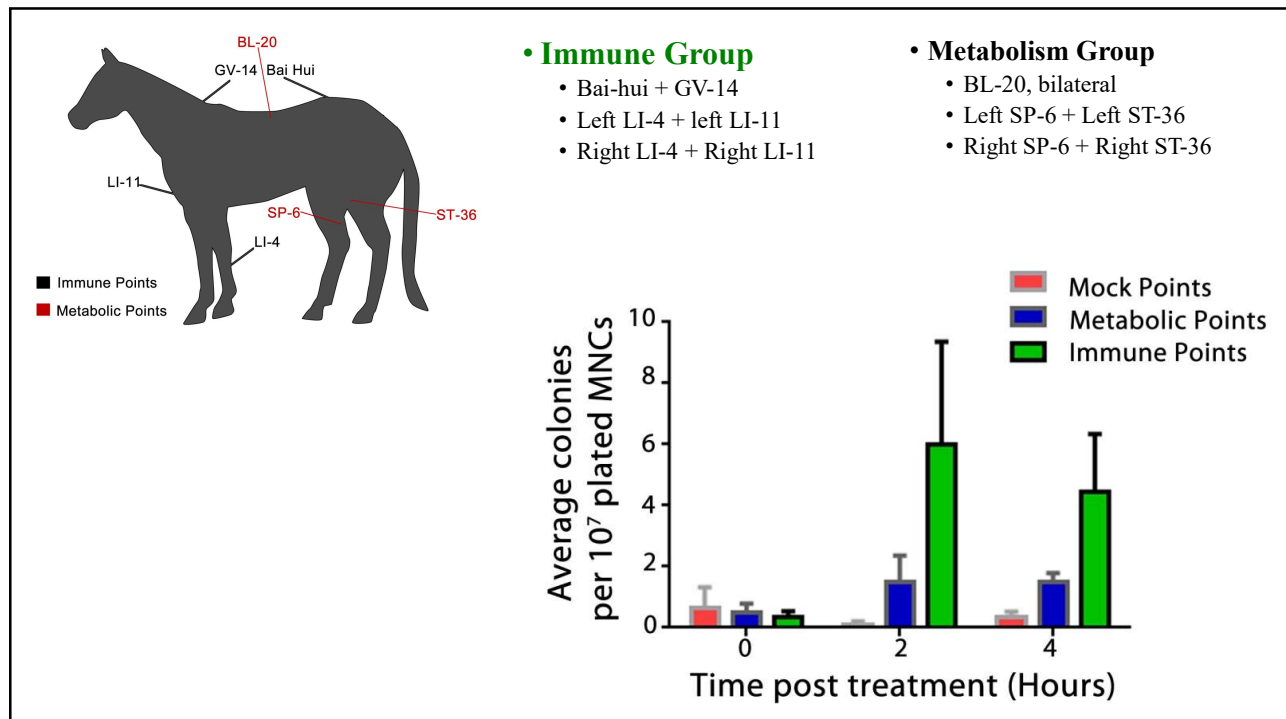 BL-20
GV-14
Bai Hui
LI-11
SP-6
ST-36
LI-4
Immune Points
Metabolic Points
• Immune Group
• Bai-hui + GV-14
• Left LI-4 + left LI-11
• Right LI-4 + Right LI-11
• Metabolism Group
• BL-20, bilateral
• Left SP-6 + Left ST-36
• Right SP-6 + Right ST-36
Mock Points
Metabolic Points
Immune Points
Average colonies
per 10⁷ plated MNCs
10
8
6
4
2
0
0 2 4
Time post treatment (Hours)